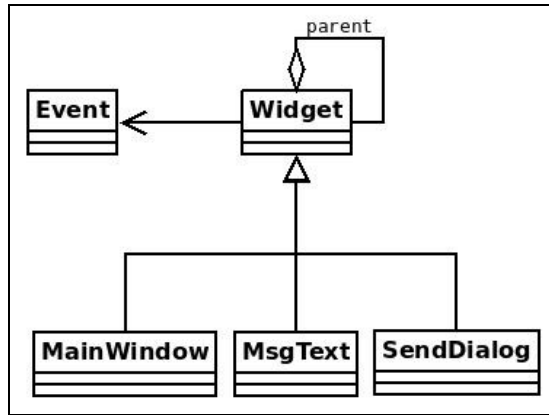 parent
Event
Widget
MainWindow
MsgText
SendDialog